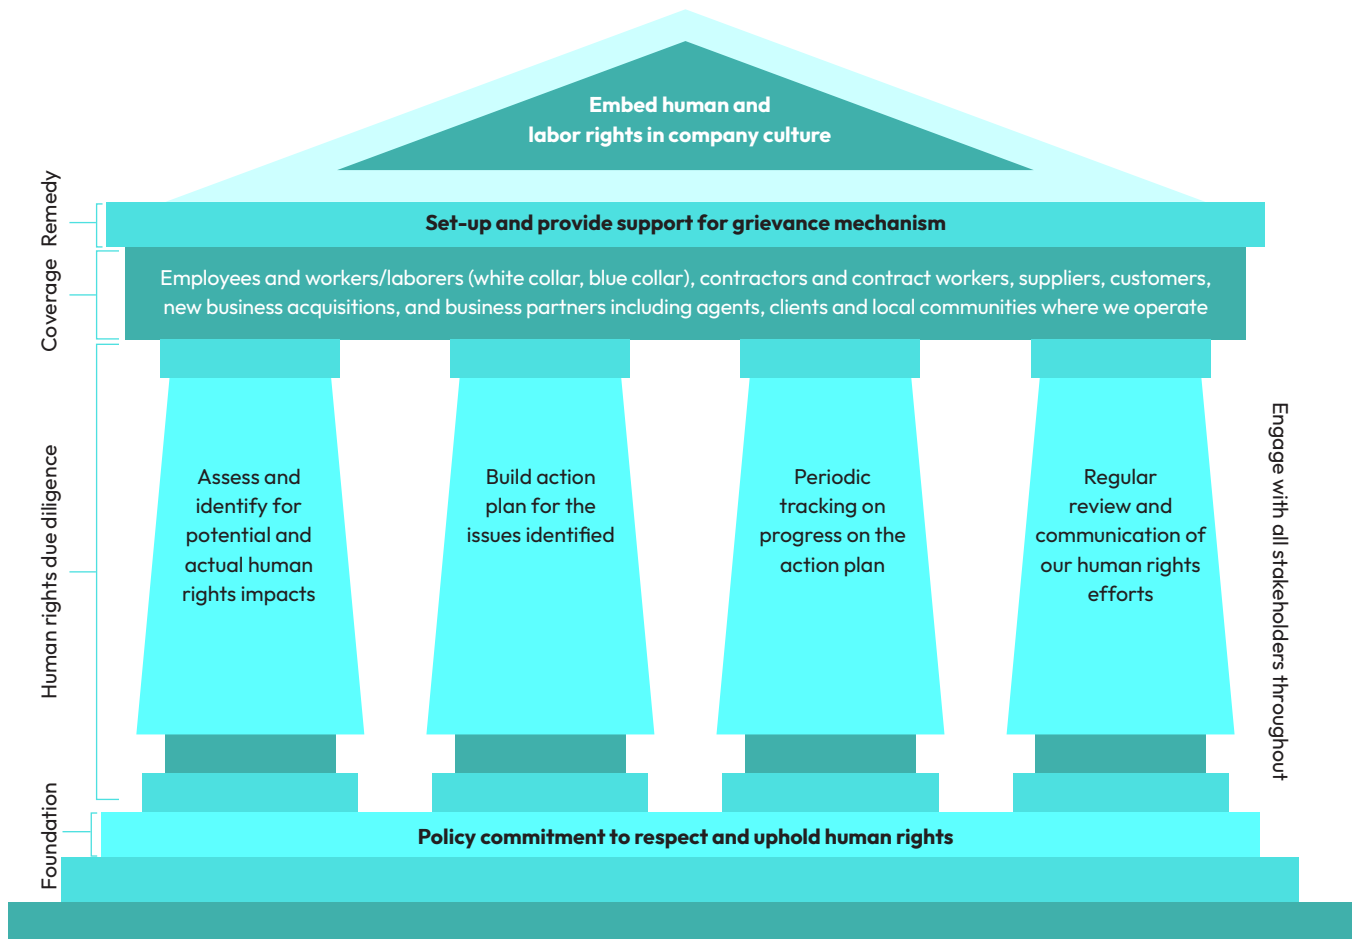 Embed human and
labor rights in company culture
Remedy
Set-up and provide support for grievance mechanism
Coverage
Employees and workers/laborers (white collar, blue collar), contractors and contract workers, suppliers, customers,
new business acquisitions, and business partners including agents, clients and local communities where we operate
Human rights due diligence
Assess and
identify for
potential and
actual human
rights impacts
Build action
plan for the
issues identified
Periodic
tracking on
progress on the
action plan
Regular
review and
communication of
our human rights
efforts
Engage with all stakeholders throughout
Foundation
Policy commitment to respect and uphold human rights